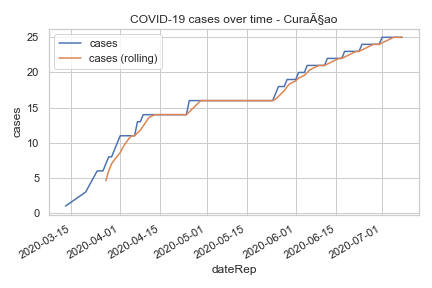 COVID-19 cases over time - CuraÃ§ao
cases
cases (rolling)
25
20
15
10
5
0
cases
2020-03-15
2020-04-01
2020-04-15
2020-05-01
2020-05-15
2020-06-01
2020-06-15
2020-07-01
dateRep